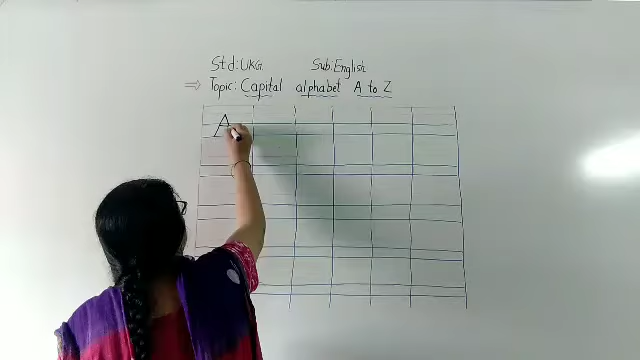 Std: UKG. Sub: English
⇒ Topic: Capital alphabet A to Z
A